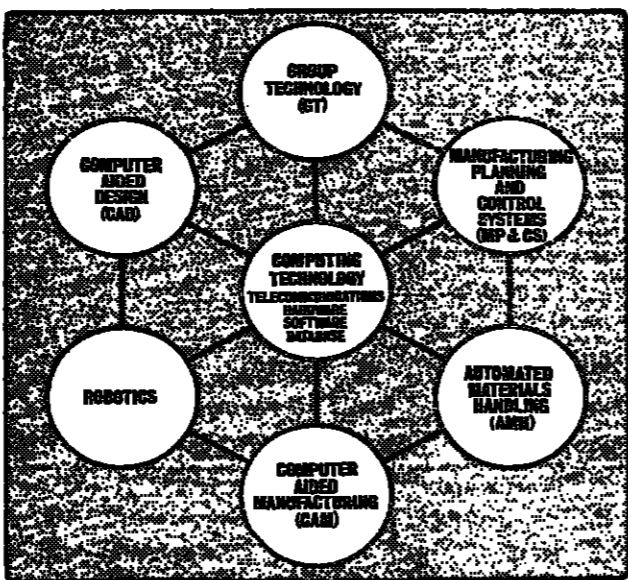 GROUP
TECHNOLOGY
(GT)
COMPUTER
AIDED
DESIGN
(CAD)
MANUFACTURING
PLANNING
AND
CONTROL
SYSTEMS
(MP & CS)
COMPUTING
TECHNOLOGY
TELECOMMUNICATIONS
HARDWARE
SOFTWARE
DATABASE
ROBOTICS
AUTOMATED
MATERIALS
HANDLING
(AMH)
COMPUTER
AIDED
MANUFACTURING
(CAM)